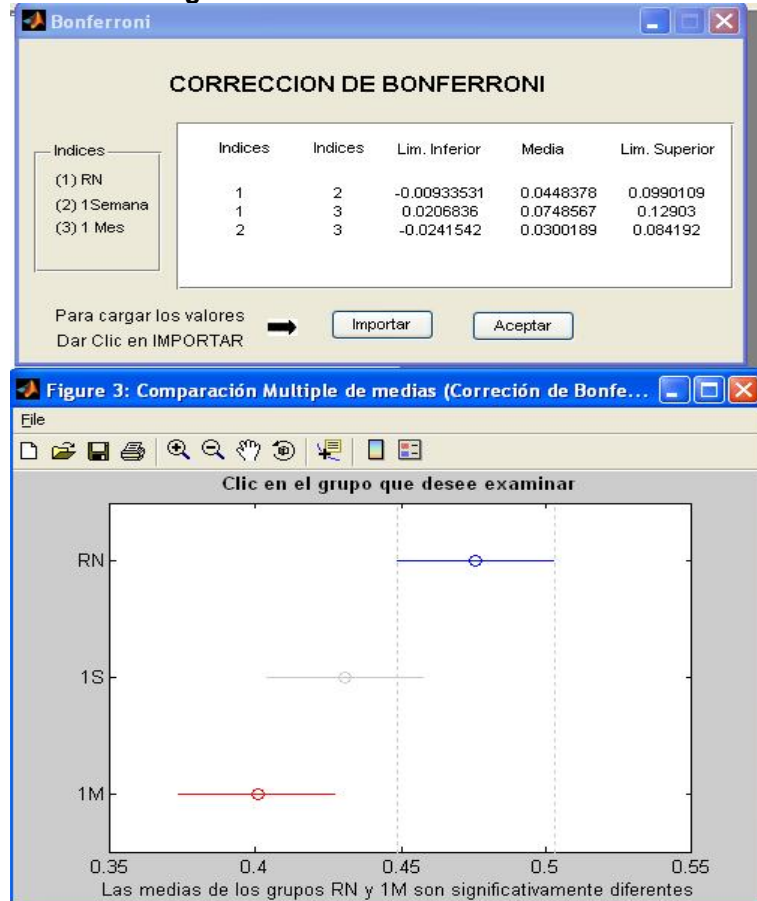 Bonferroni
CORRECCION DE BONFERRONI
Indices
(1) RN
(2) 1Semana
(3) 1 Mes
Indices Indices Lim. Inferior Media Lim. Superior
1 2 -0.00933531 0.0448378 0.0990109
1 3 0.0206836 0.0748567 0.12903
2 3 -0.0241542 0.0300189 0.084192
Para cargar los valores
Dar Clic en IMPORTAR
Importar
Aceptar
Figure 3: Comparación Multiple de medias (Correción de Bonfe...
File
Clic en el grupo que desee examinar
RN
1S
1M
0.35 0.4 0.45 0.5 0.55
Las medias de los grupos RN y 1M son significativamente diferentes